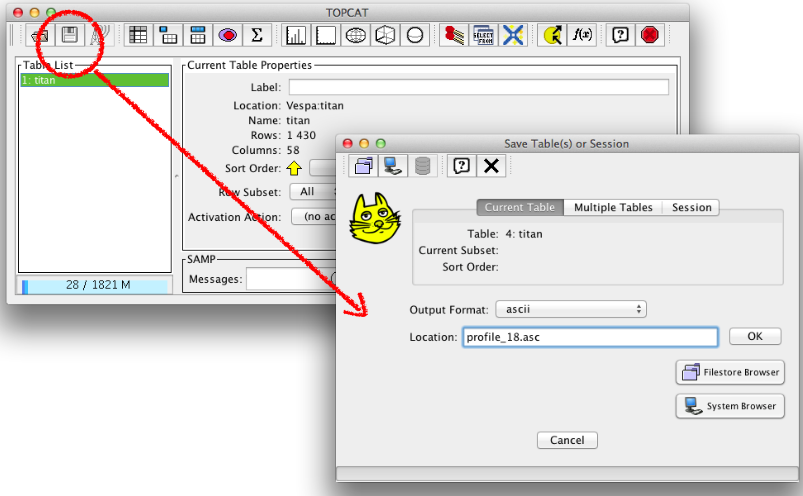 TOPCAT
SELECT
FROM
Σ
f(x)
?
Table List
1: titan
28 / 1821 M
Current Table Properties
Label:
Location: Vespa:titan
Name: titan
Rows: 1 430
Columns: 58
Sort Order:
Row Subset: All
Activation Action: (no ac
SAMP
Messages:
Save Table(s) or Session
?
Current Table Multiple Tables Session
Table: 4: titan
Current Subset:
Sort Order:
Output Format: ascii
Location: profile_18.asc OK
Filestore Browser
System Browser
Cancel